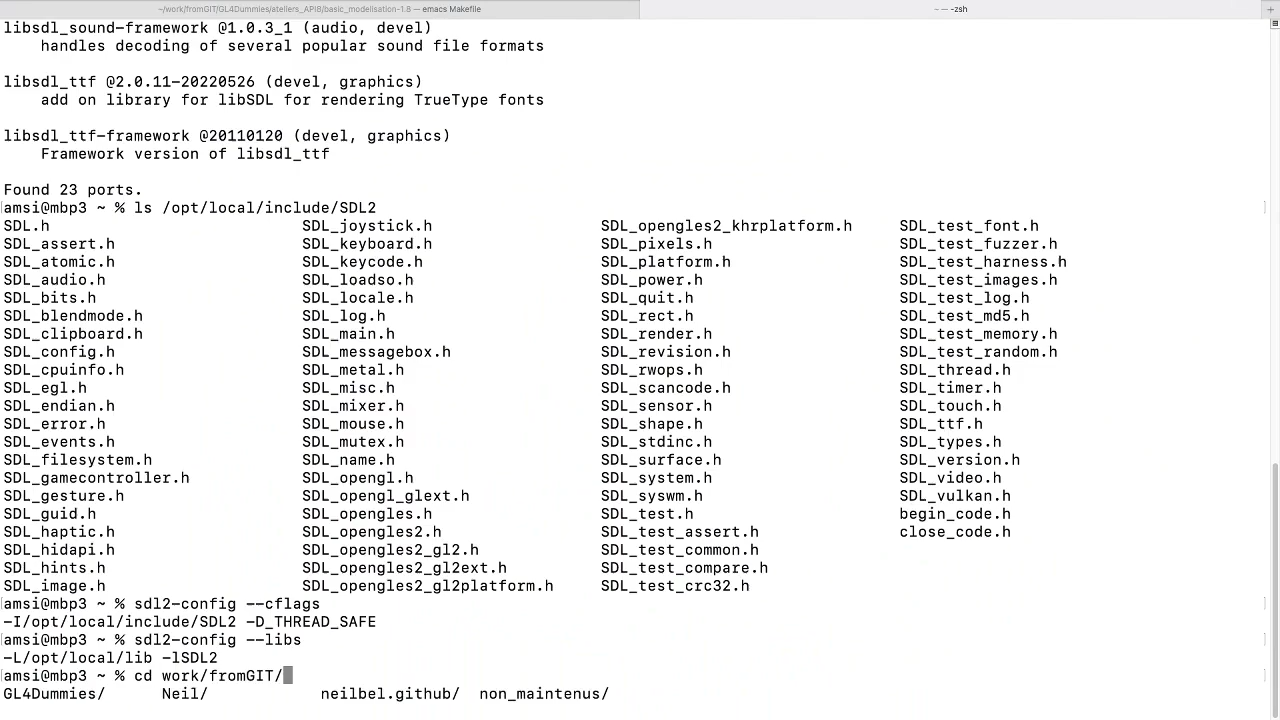 ~/work/fromGIT/GL4Dummies/ateliers_API8/basic_modelisation-1.8 — emacs Makefile
~ — -zsh
+
libsdl_sound-framework @1.0.3_1 (audio, devel)
handles decoding of several popular sound file formats
libsdl_ttf @2.0.11-20220526 (devel, graphics)
add on library for libSDL for rendering TrueType fonts
libsdl_ttf-framework @20110120 (devel, graphics)
Framework version of libsdl_ttf
Found 23 ports.
amsi@mbp3 ~ % ls /opt/local/include/SDL2
SDL.h SDL_joystick.h SDL_opengles2_khrplatform.h SDL_test_font.h
SDL_assert.h SDL_keyboard.h SDL_pixels.h SDL_test_fuzzer.h
SDL_atomic.h SDL_keycode.h SDL_platform.h SDL_test_harness.h
SDL_audio.h SDL_loadso.h SDL_power.h SDL_test_images.h
SDL_bits.h SDL_locale.h SDL_quit.h SDL_test_log.h
SDL_blendmode.h SDL_log.h SDL_rect.h SDL_test_md5.h
SDL_clipboard.h SDL_main.h SDL_render.h SDL_test_memory.h
SDL_config.h SDL_messagebox.h SDL_revision.h SDL_test_random.h
SDL_cpuinfo.h SDL_metal.h SDL_rwops.h SDL_thread.h
SDL_egl.h SDL_misc.h SDL_scancode.h SDL_timer.h
SDL_endian.h SDL_mixer.h SDL_sensor.h SDL_touch.h
SDL_error.h SDL_mouse.h SDL_shape.h SDL_ttf.h
SDL_events.h SDL_mutex.h SDL_stdinc.h SDL_types.h
SDL_filesystem.h SDL_name.h SDL_surface.h SDL_version.h
SDL_gamecontroller.h SDL_opengl.h SDL_system.h SDL_video.h
SDL_gesture.h SDL_opengl_glext.h SDL_syswm.h SDL_vulkan.h
SDL_guid.h SDL_opengles.h SDL_test.h begin_code.h
SDL_haptic.h SDL_opengles2.h SDL_test_assert.h close_code.h
SDL_hidapi.h SDL_opengles2_gl2.h SDL_test_common.h
SDL_hints.h SDL_opengles2_gl2ext.h SDL_test_compare.h
SDL_image.h SDL_opengles2_gl2platform.h SDL_test_crc32.h
amsi@mbp3 ~ % sdl2-config --cflags
-I/opt/local/include/SDL2 -D_THREAD_SAFE
amsi@mbp3 ~ % sdl2-config --libs
-L/opt/local/lib -lSDL2
amsi@mbp3 ~ % cd work/fromGIT/
GL4Dummies/ Neil/ neilbel.github/ non_maintenus/